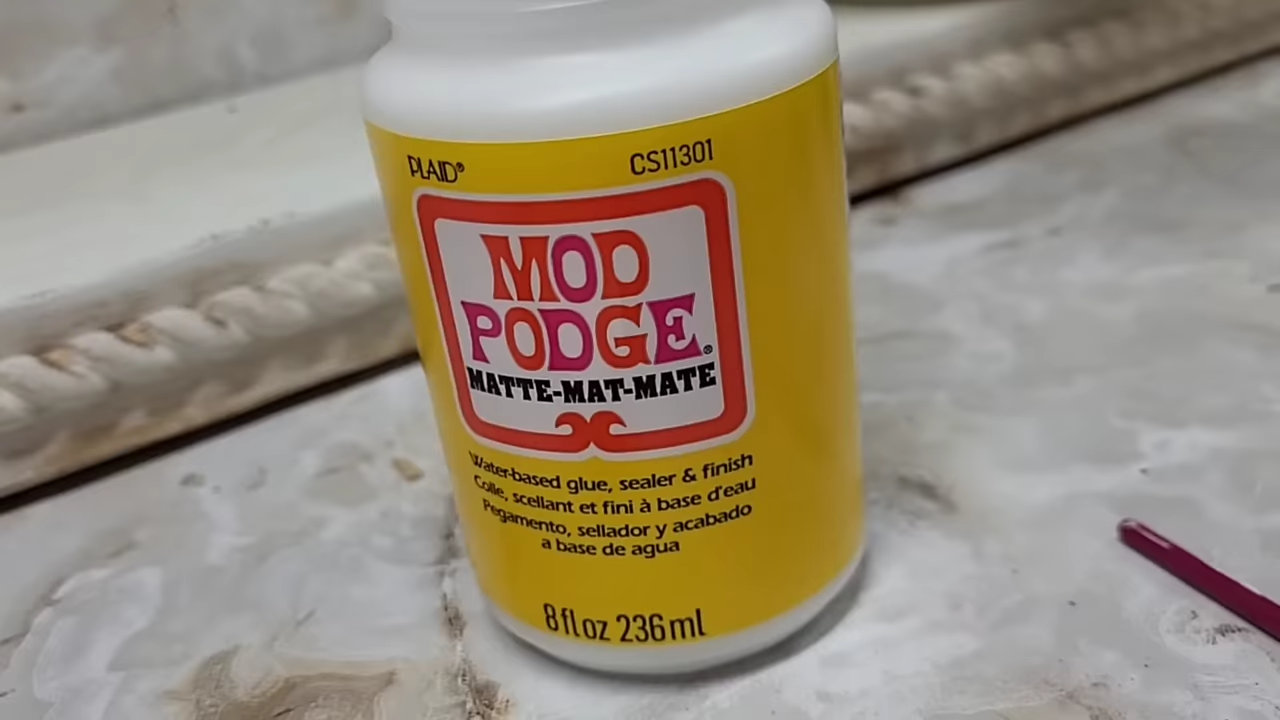 PLAID® CS11301
MOD
PODGE®
MATTE-MAT-MATE
Water-based glue, sealer & finish
Colle, scellant et fini à base d'eau
Pegamento, sellador y acabado
a base de agua
8 fl oz 236 ml